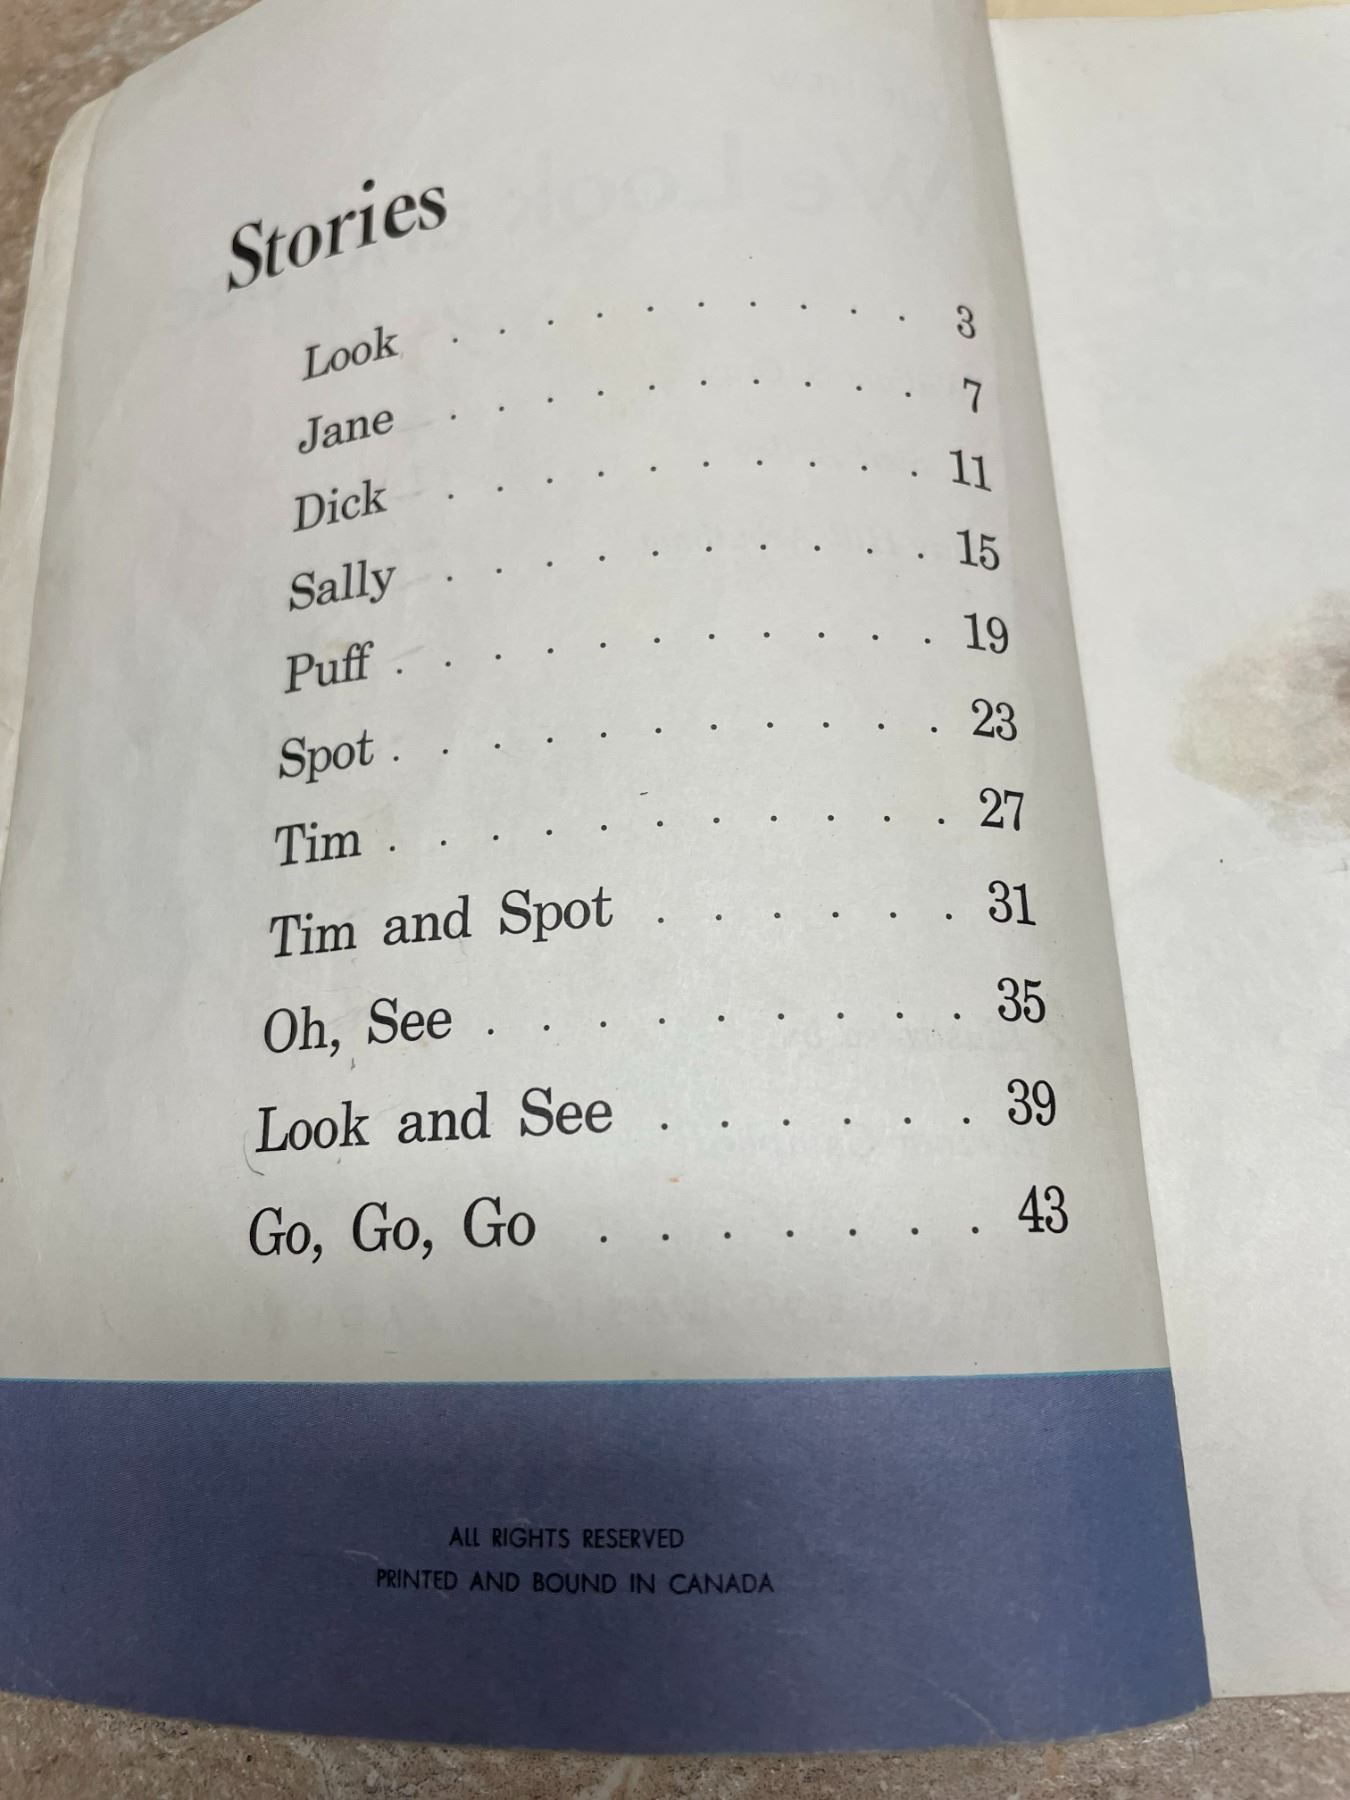 Stories
Look . . . . . . . . . . 3
Jane . . . . . . . . . . 7
Dick . . . . . . . . . . 11
Sally . . . . . . . . . . 15
Puff . . . . . . . . . . . 19
Spot . . . . . . . . . . . 23
Tim . . . . . . . . . . . 27
Tim and Spot . . . . . . 31
Oh, See . . . . . . . . . 35
Look and See . . . . . . 39
Go, Go, Go . . . . . . . 43
ALL RIGHTS RESERVED
PRINTED AND BOUND IN CANADA